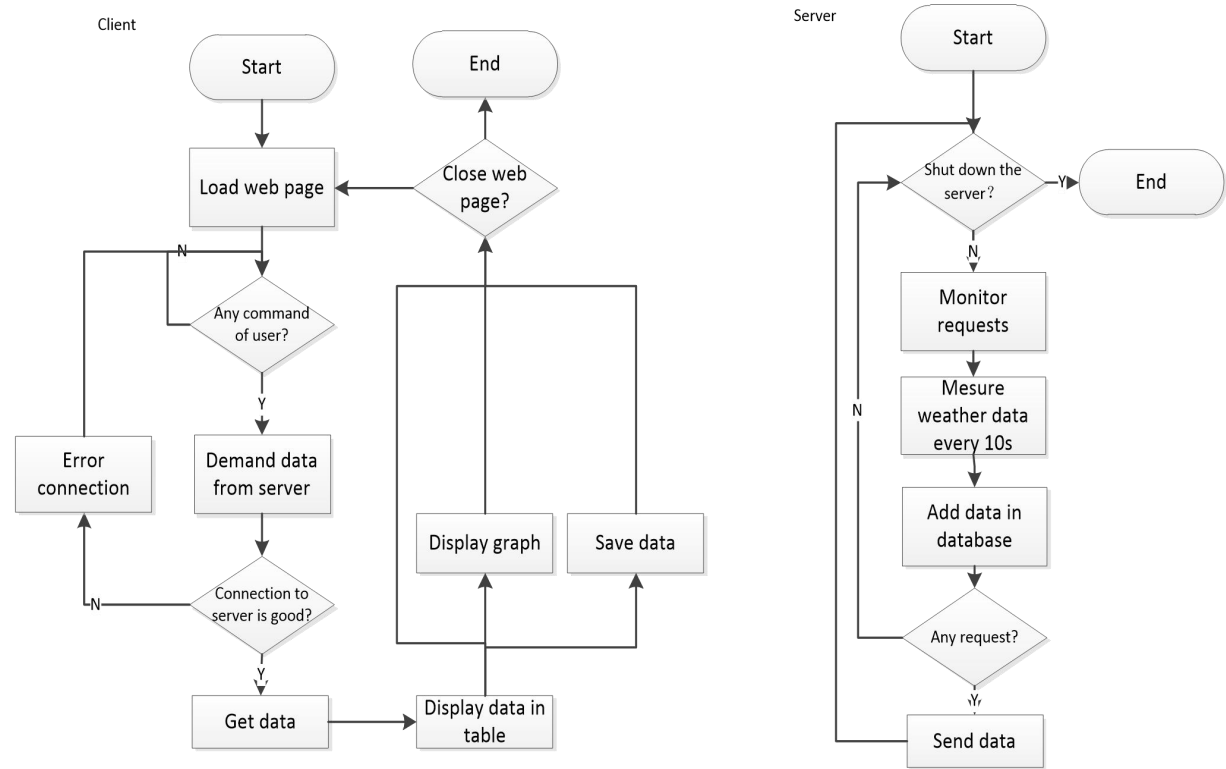 Client
Start
Load web page
N
Any command
of user?
Y
Error
connection
Demand data
from server
Connection to
server is good?
N
Y
Get data
End
Close web
page?
Display graph
Save data
Display data in
table
Server
Start
Shut down the
server?
Y
End
N
Monitor
requests
Mesure
weather data
every 10s
N
Add data in
database
Any request?
Y
Send data